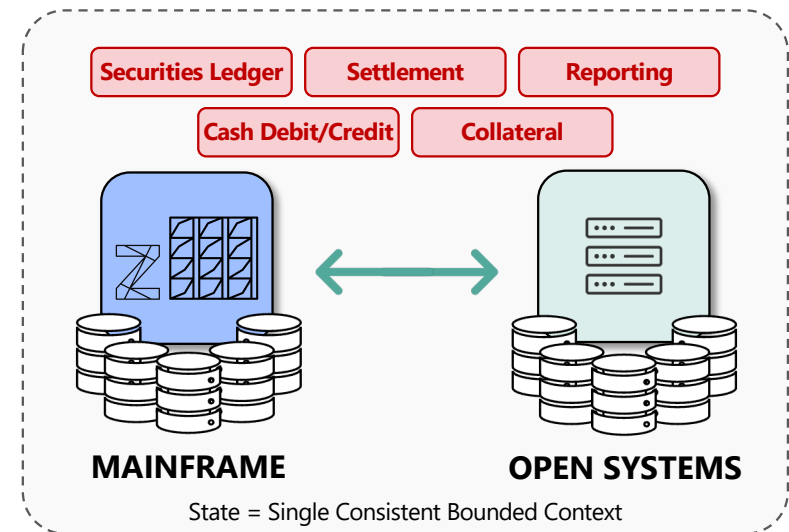 Securities Ledger
Settlement
Reporting
Cash Debit/Credit
Collateral
Z
MAINFRAME
OPEN SYSTEMS
State = Single Consistent Bounded Context